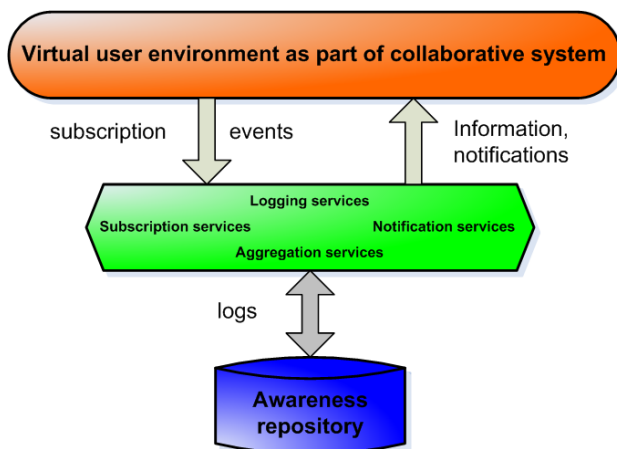 Virtual user environment as part of collaborative system
subscription events
Information,
notifications
Logging services
Subscription services Notification services
Aggregation services
logs
Awareness
repository